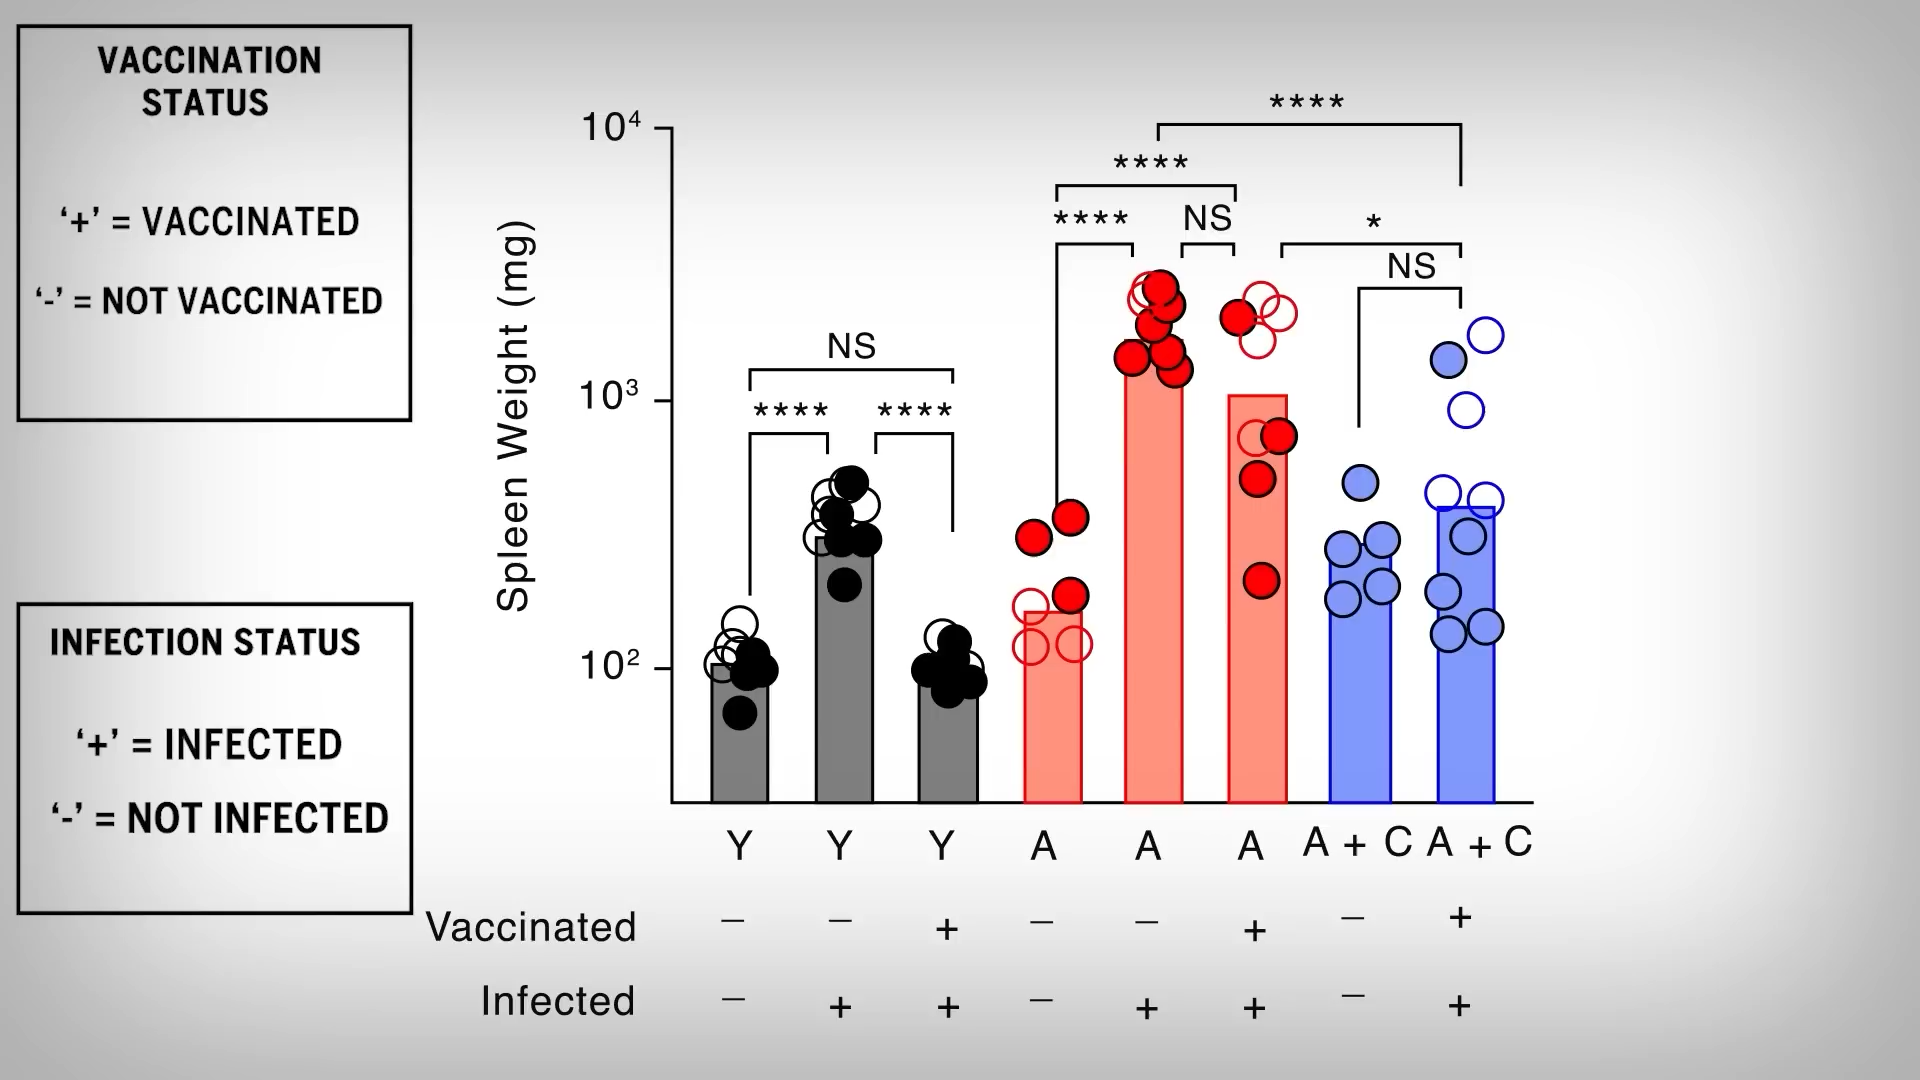 VACCINATION
STATUS
‘+’ = VACCINATED
‘-’ = NOT VACCINATED
INFECTION STATUS
‘+’ = INFECTED
‘-’ = NOT INFECTED
Spleen Weight (mg)
10⁴
10³
10²
****
****
**** NS *
NS
NS
**** ****
Y Y Y A A A A + C A + C
Vaccinated − − + − − + − +
Infected − + + − + + − +